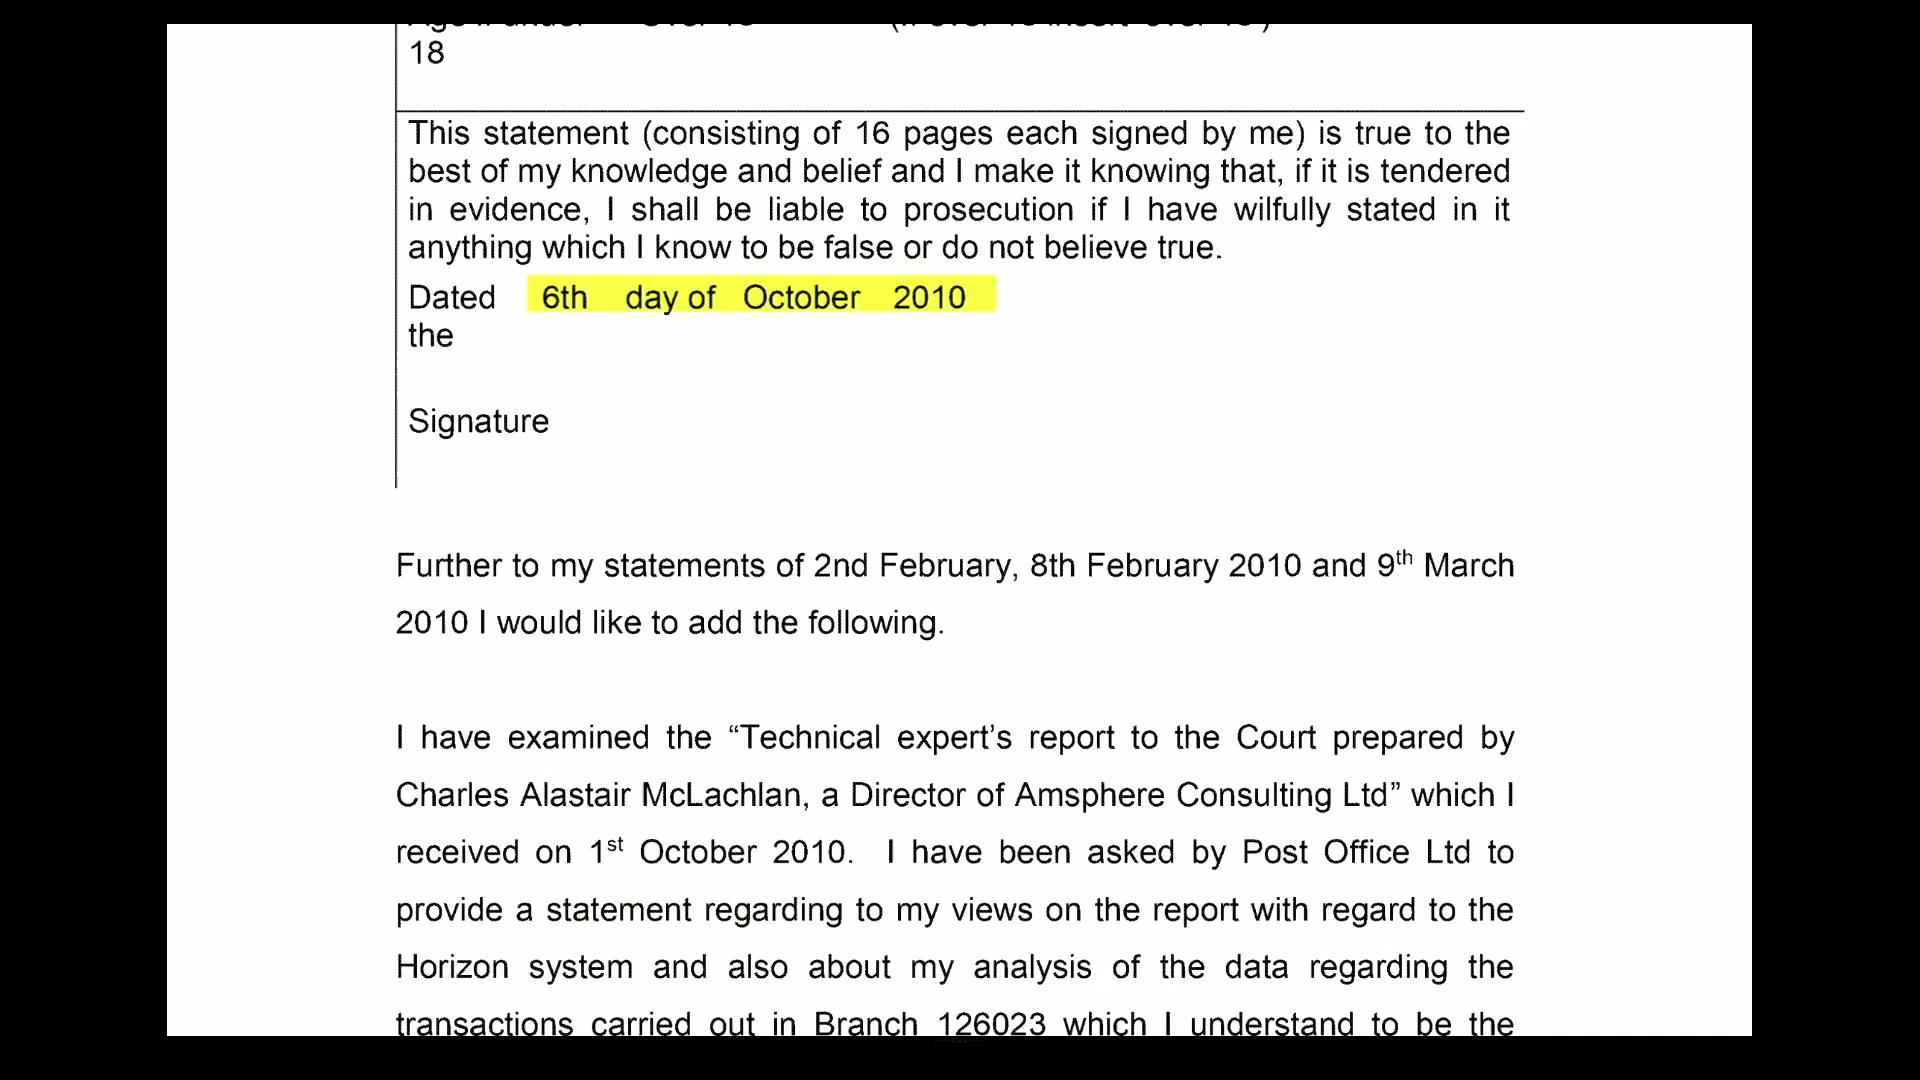 18
This statement (consisting of 16 pages each signed by me) is true to the
best of my knowledge and belief and I make it knowing that, if it is tendered
in evidence, I shall be liable to prosecution if I have wilfully stated in it
anything which I know to be false or do not believe true.
Dated 6th day of October 2010
the
Signature
Further to my statements of 2nd February, 8th February 2010 and 9th March
2010 I would like to add the following.
I have examined the “Technical expert’s report to the Court prepared by
Charles Alastair McLachlan, a Director of Amsphere Consulting Ltd” which I
received on 1st October 2010. I have been asked by Post Office Ltd to
provide a statement regarding to my views on the report with regard to the
Horizon system and also about my analysis of the data regarding the
transactions carried out in Branch 126023 which I understand to be the